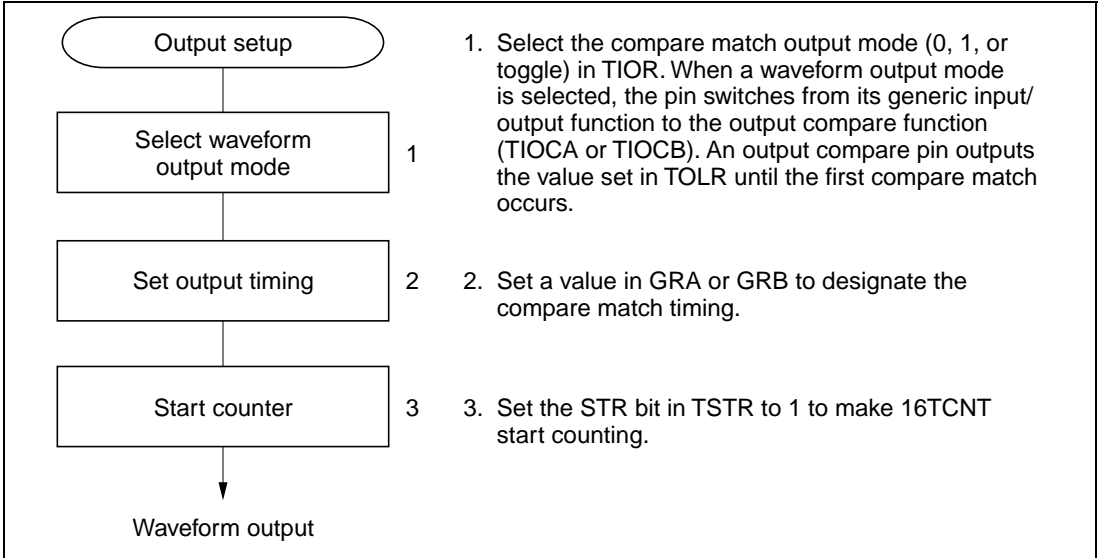 Output setup
1. Select the compare match output mode (0, 1, or
toggle) in TIOR. When a waveform output mode
is selected, the pin switches from its generic input/
output function to the output compare function
(TIOCA or TIOCB). An output compare pin outputs
the value set in TOLR until the first compare match
occurs.
Select waveform
output mode
1
Set output timing
2
2. Set a value in GRA or GRB to designate the
compare match timing.
Start counter
3
3. Set the STR bit in TSTR to 1 to make 16TCNT
start counting.
Waveform output